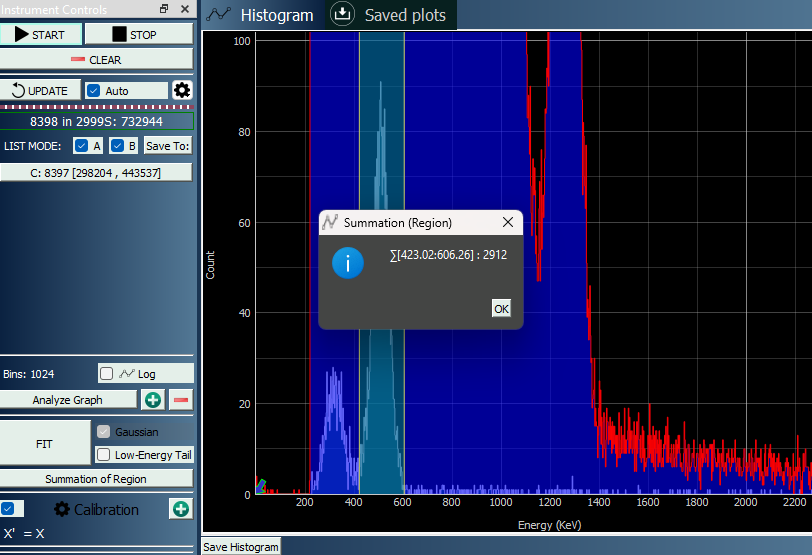 Instrument Controls
Histogram
Saved plots
START
STOP
CLEAR
UPDATE
Auto
8398 in 2999S: 732944
LIST MODE:
A
B
Save To:
C: 8397 [298204 , 443537]
Bins: 1024
Log
Analyze Graph
FIT
Gaussian
Low-Energy Tail
Summation of Region
Calibration
X' = X
100
80
60
40
20
0
Count
Summation (Region)
∑[423.02:606.26] : 2912
OK
200 400 600 800 1000 1200 1400 1600 1800 2000 2200
Energy (KeV)
Save Histogram